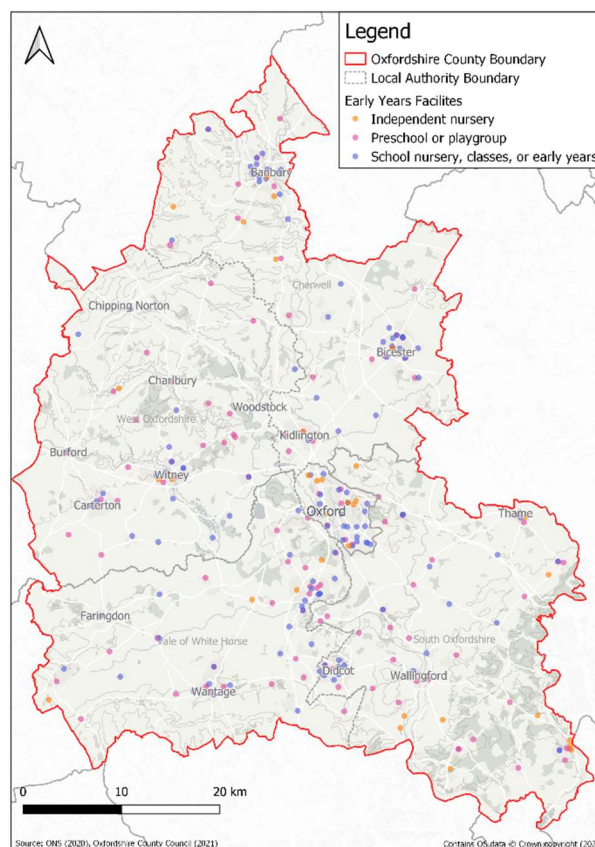 Legend
Oxfordshire County Boundary
Local Authority Boundary
Early Years Facilites
Independent nursery
Preschool or playgroup
School nursery, classes, or early years
Banbury
Cherwell
Chipping Norton
Bicester
Charlbury
Woodstock
West Oxfordshire
Kidlington
Burford
Witney
Carterton
Oxford
Thame
Faringdon
Vale of White Horse
South Oxfordshire
Didcot
Wallingford
Wantage
0 10 20 km
Source: ONS (2020), Oxfordshire County Council (2021)
Contains OS data © Crown copyright